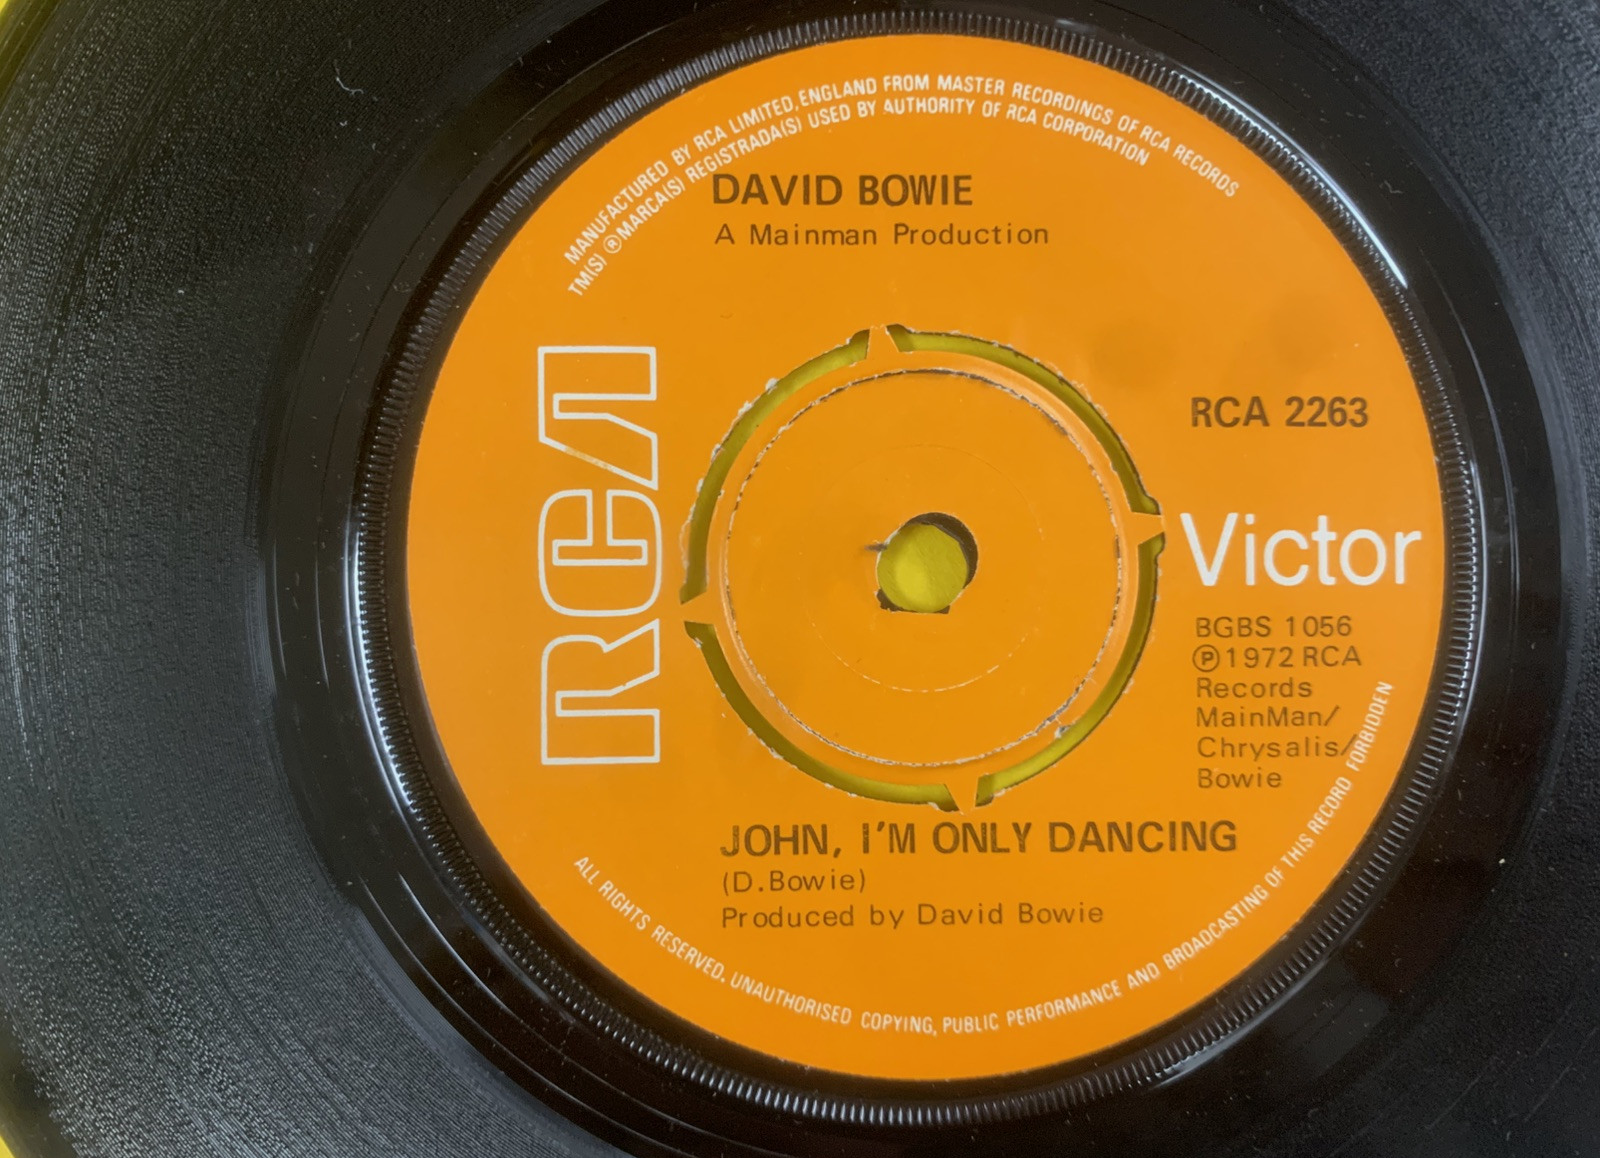 MANUFACTURED BY RCA LIMITED, ENGLAND FROM MASTER RECORDINGS OF RCA RECORDS
TM(S) ® MARCA(S) REGISTRADA(S) USED BY AUTHORITY OF RCA CORPORATION
DAVID BOWIE
A Mainman Production
RCA
RCA 2263
Victor
BGBS 1056
Ⓟ1972 RCA
Records
MainMan/
Chrysalis/
Bowie
JOHN, I'M ONLY DANCING
(D.Bowie)
Produced by David Bowie
ALL RIGHTS RESERVED. UNAUTHORISED COPYING, PUBLIC PERFORMANCE AND BROADCASTING OF THIS RECORD FORBIDDEN